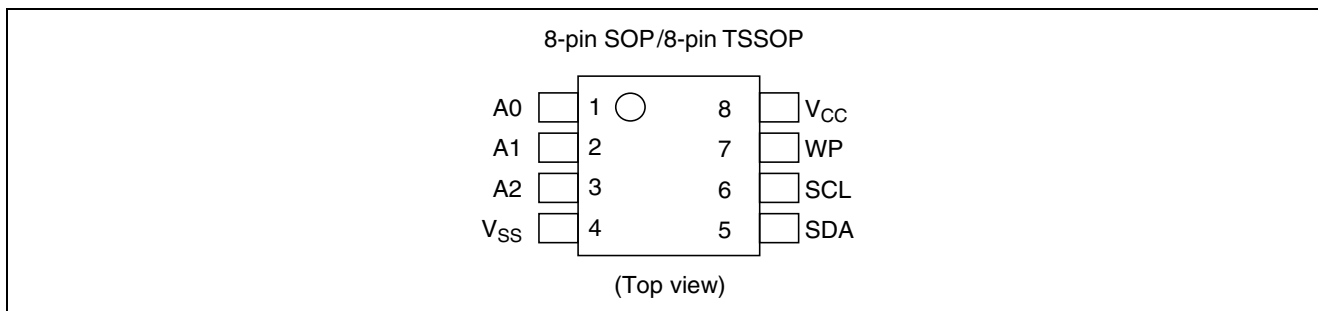 8-pin SOP/8-pin TSSOP
A0 1 8 VCC
A1 2 7 WP
A2 3 6 SCL
VSS 4 5 SDA
(Top view)